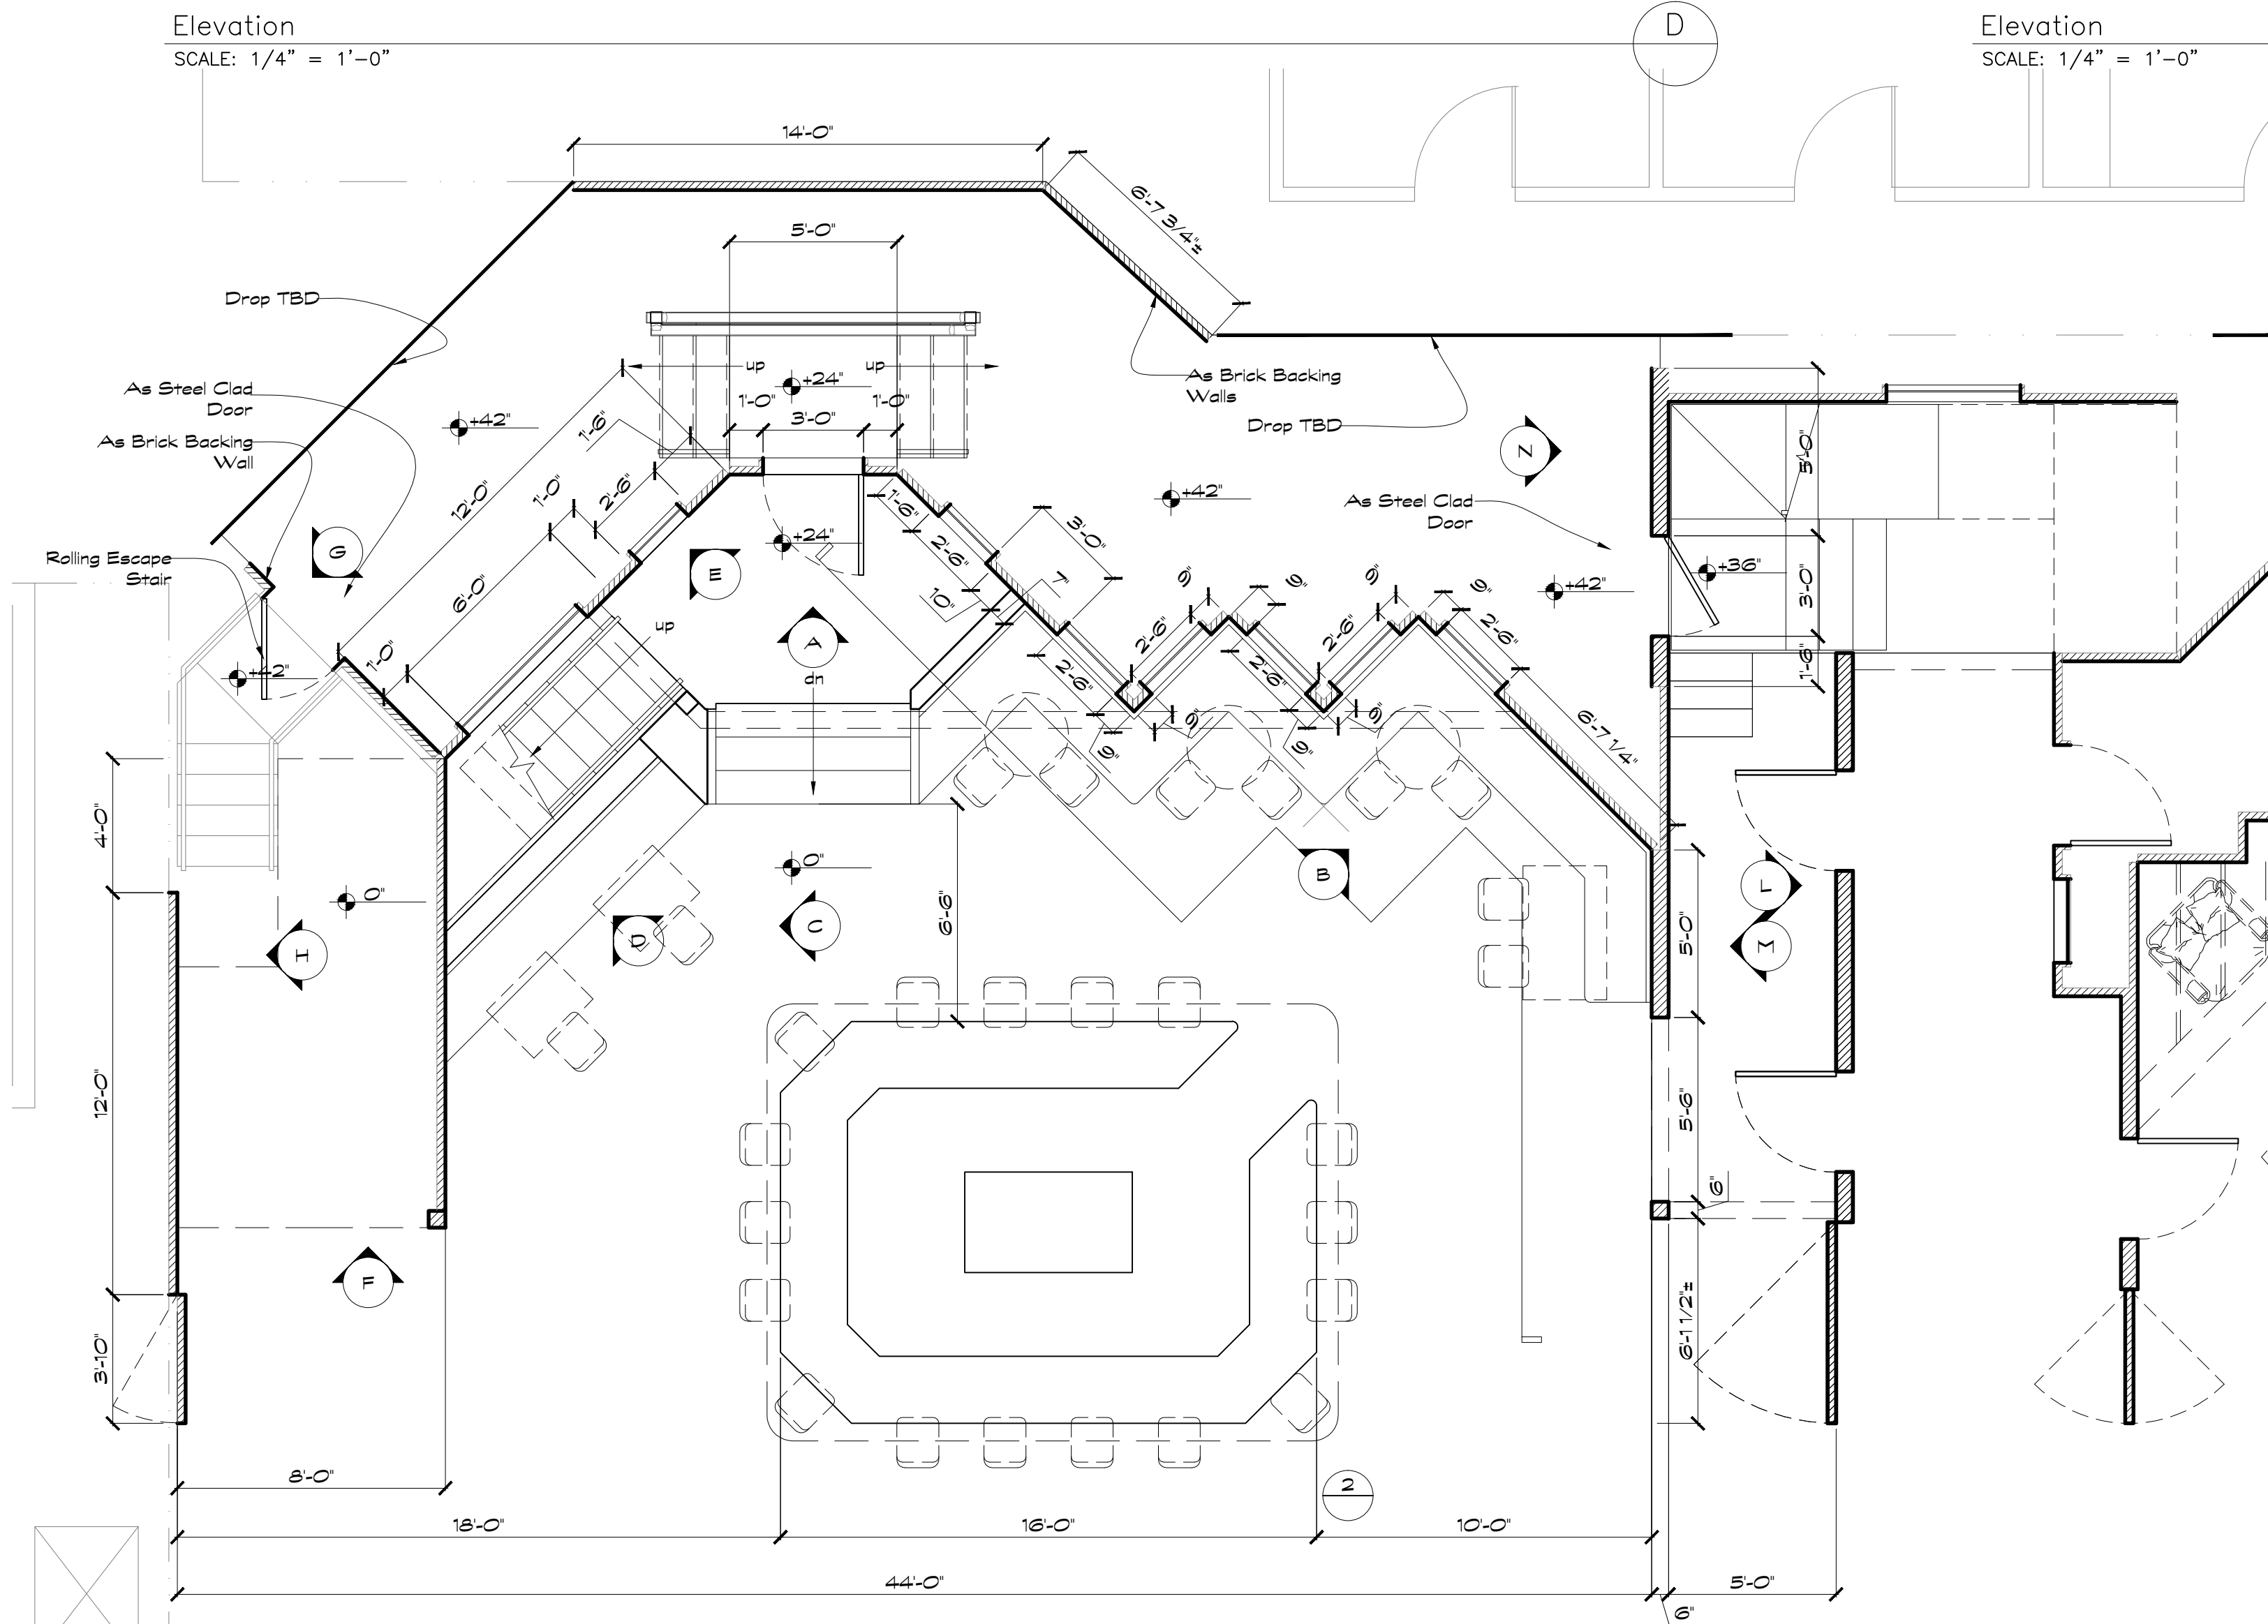 Elevation
SCALE: 1/4" = 1'-0"
D
Elevation
SCALE: 1/4" = 1'-0"
14'-0"
6'-7 3/4"±
5'-0"
Drop TBD
up
up
+24"
As Steel Clad
Door
As Brick Backing
Walls
1'-0"
3'-0"
1'-0"
Drop TBD
+42"
1'-6"
As Brick Backing
Wall
12'-0"
1'-0"
2'-6"
N
5'-0"
+42"
As Steel Clad
Door
1'-6"
3'-0"
G
+24"
2'-6"
Rolling Escape
Stair
E
7"
9"
9"
9"
9"
+36"
+42"
3'-0"
6'-0"
10"
up
A
2'-6"
2'-6"
2'-6"
1'-0"
+42"
dn
2'-6"
2'-6"
1'-6"
9"
9"
9"
9"
6'-7 1/4"
4'-0"
0"
B
L
0"
6'-6"
C
D
I
M
5'-0"
12'-0"
5'-6"
6"
F
3'-10"
6'-1 1/2"±
8'-0"
2
18'-0"
16'-0"
10'-0"
44'-0"
5'-0"
6"